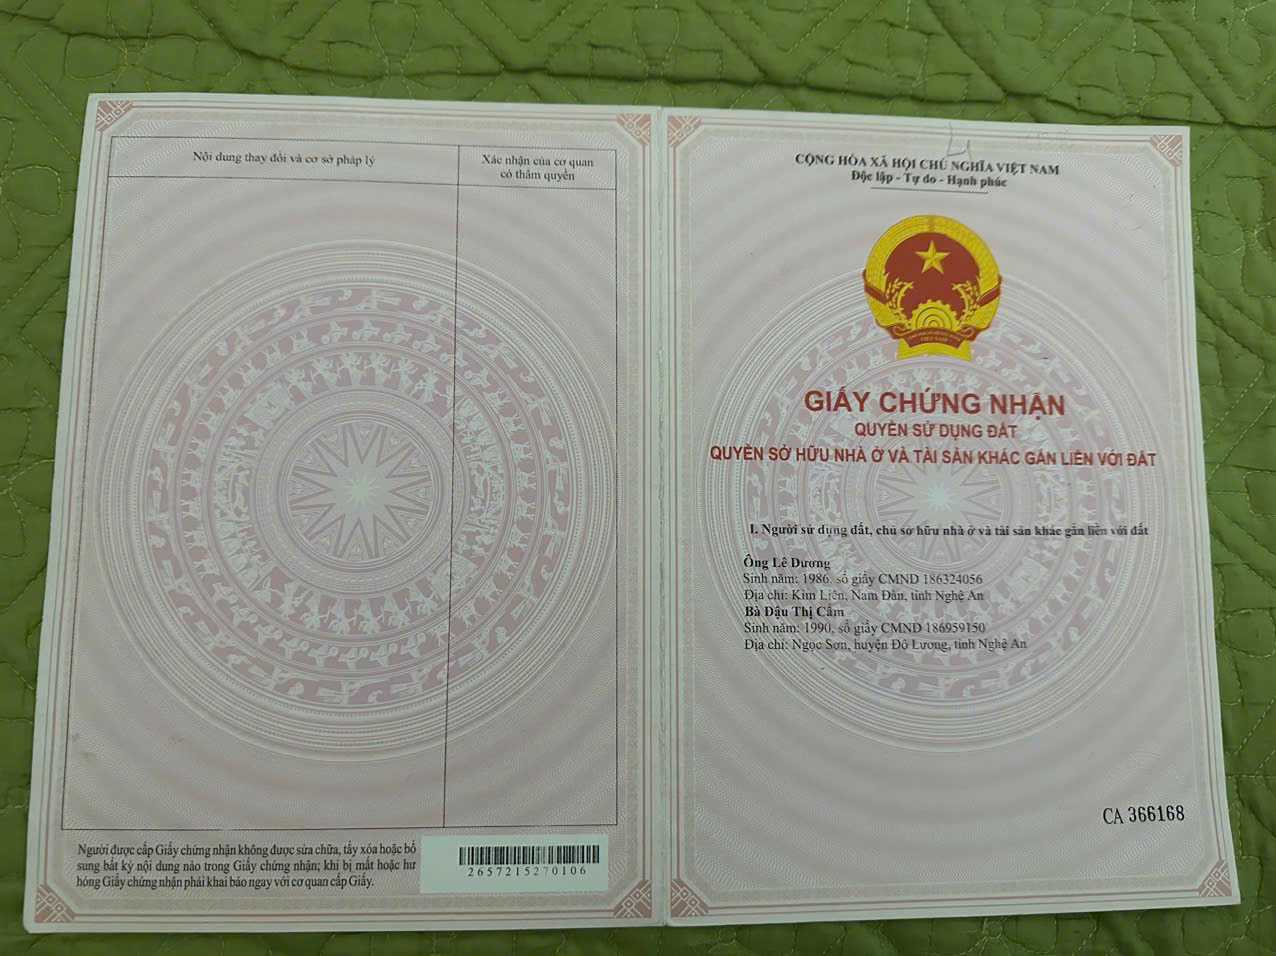 Nội dung thay đổi và cơ sở pháp lý
Xác nhận của cơ quan
có thẩm quyền
Người được cấp Giấy chứng nhận không được sửa chữa, tẩy xóa hoặc bổ
sung bất kỳ nội dung nào trong Giấy chứng nhận; khi bị mất hoặc hư
hỏng Giấy chứng nhận phải khai báo ngay với cơ quan cấp Giấy.
2657215270106
CỘNG HÒA XÃ HỘI CHỦ NGHĨA VIỆT NAM
Độc lập - Tự do - Hạnh phúc
VIỆT NAM
GIẤY CHỨNG NHẬN
QUYỀN SỬ DỤNG ĐẤT
QUYỀN SỞ HỮU NHÀ Ở VÀ TÀI SẢN KHÁC GẮN LIỀN VỚI ĐẤT
I. Người sử dụng đất, chủ sở hữu nhà ở và tài sản khác gắn liền với đất
Ông Lê Dương
Sinh năm: 1986, số giấy CMND 186324056
Địa chỉ: Kim Liên, Nam Đàn, tỉnh Nghệ An
Bà Đậu Thị Cẩm
Sinh năm: 1990, số giấy CMND 186959150
Địa chỉ: Ngọc Sơn, huyện Đô Lương, tỉnh Nghệ An
CA 366168